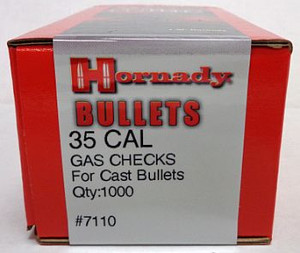 Hornady
BULLETS
35 CAL
GAS CHECKS
For Cast Bullets
Qty:1000
#7110